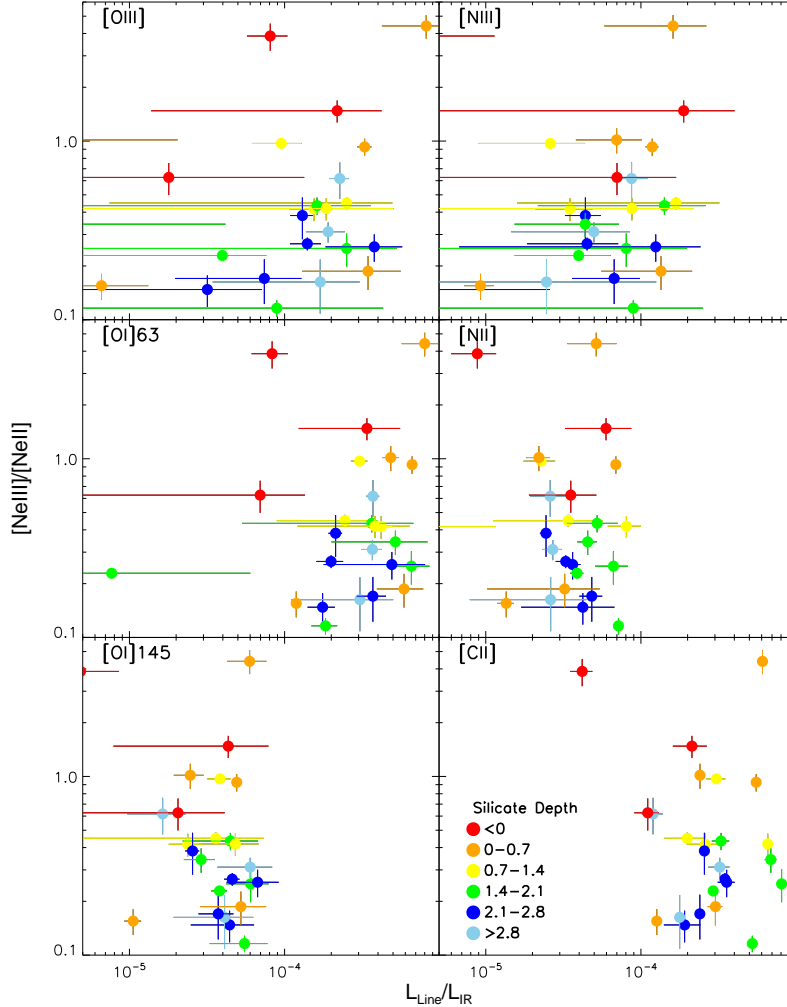 [OIII]
[NIII]
1.0
0.1
[OI]63
[NII]
1.0
0.1
[NeIII]/[NeII]
[OI]145
[CII]
1.0
0.1
Silicate Depth
<0
0-0.7
0.7-1.4
1.4-2.1
2.1-2.8
>2.8
10⁻⁵
10⁻⁴
10⁻⁵
10⁻⁴
L_Line/L_IR